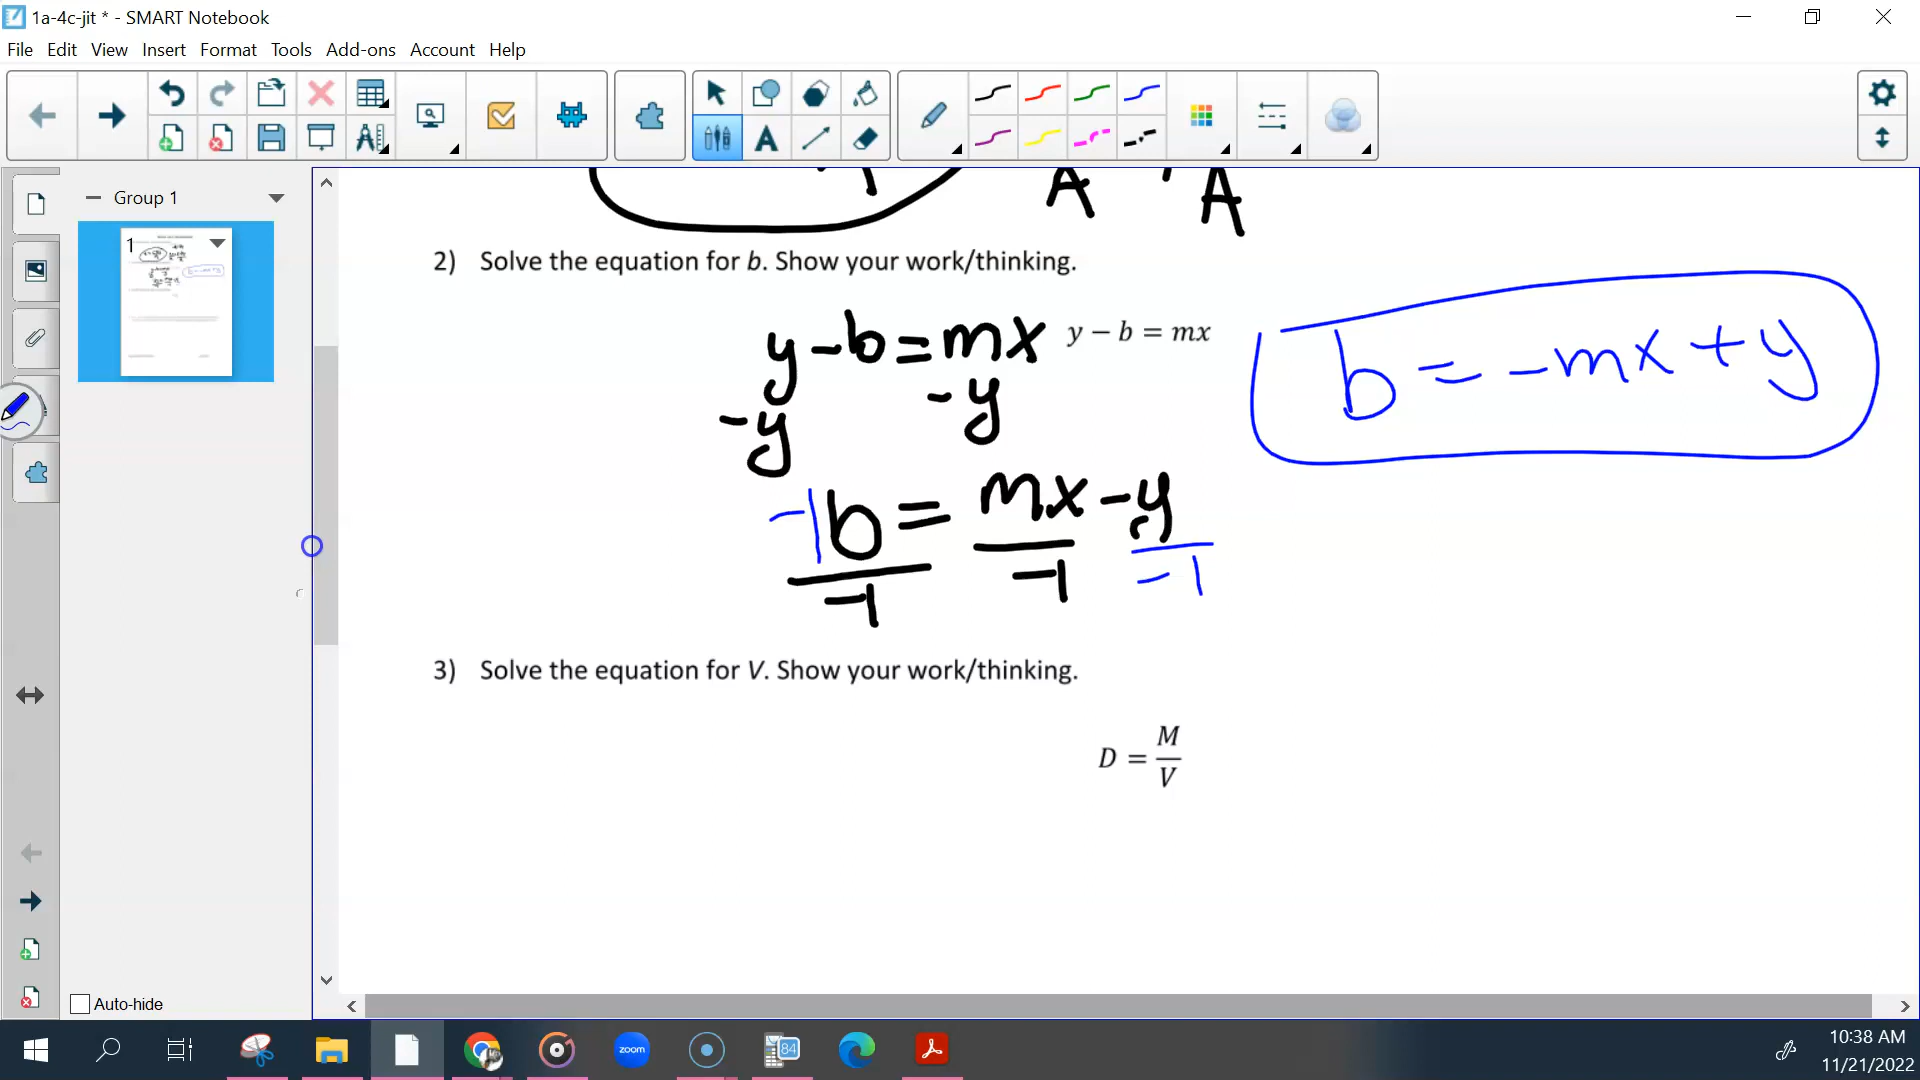 1a-4c-jit * - SMART Notebook
File Edit View Insert Format Tools Add-ons Account Help
A
Group 1
A A
1
2) Solve the equation for b. Show your work/thinking.
y - b = mx
y − b = mx
b = -mx + y
-y -y
-1b = mx - y
-1 -1 -1
3) Solve the equation for V. Show your work/thinking.
D = M
V
Auto-hide
zoom
84
10:38 AM
11/21/2022